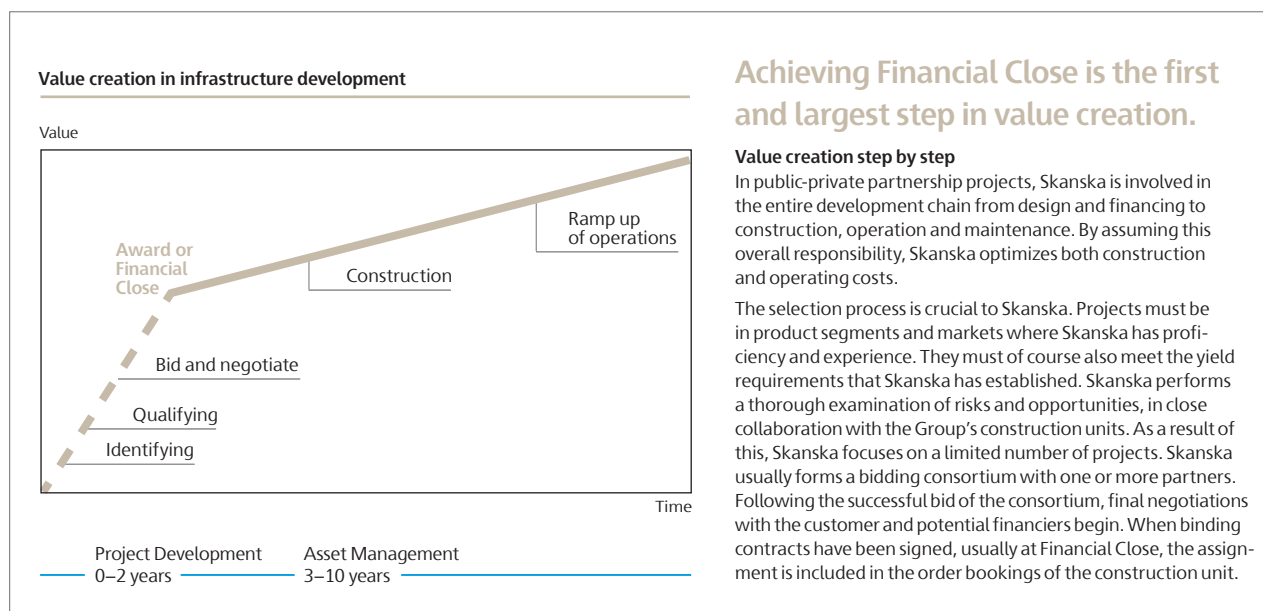 Value creation in infrastructure development
Value
Award or
Financial
Close
Ramp up
of operations
Construction
Bid and negotiate
Qualifying
Identifying
Time
Project Development
0–2 years
Asset Management
3–10 years
Achieving Financial Close is the first
and largest step in value creation.
Value creation step by step
In public-private partnership projects, Skanska is involved in
the entire development chain from design and financing to
construction, operation and maintenance. By assuming this
overall responsibility, Skanska optimizes both construction
and operating costs.
The selection process is crucial to Skanska. Projects must be
in product segments and markets where Skanska has profi-
ciency and experience. They must of course also meet the yield
requirements that Skanska has established. Skanska performs
a thorough examination of risks and opportunities, in close
collaboration with the Group’s construction units. As a result of
this, Skanska focuses on a limited number of projects. Skanska
usually forms a bidding consortium with one or more partners.
Following the successful bid of the consortium, final negotiations
with the customer and potential financiers begin. When binding
contracts have been signed, usually at Financial Close, the assign-
ment is included in the order bookings of the construction unit.